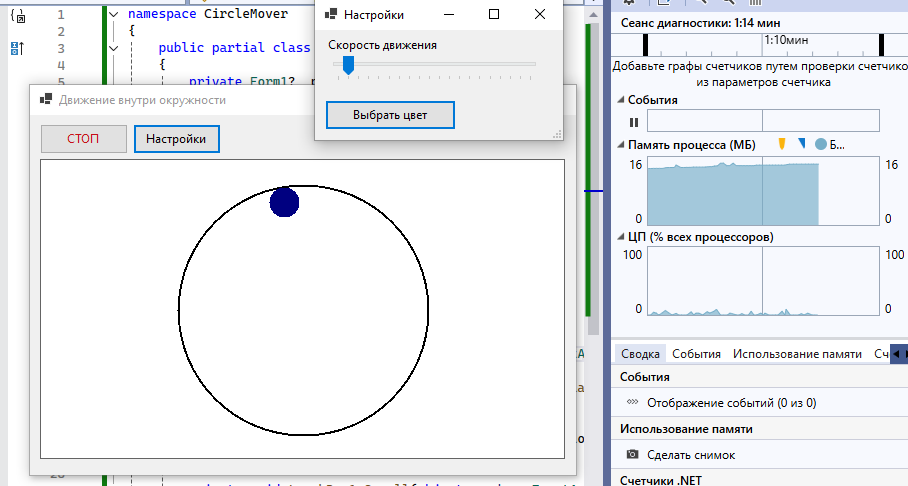 1 namespace CircleMover
2 {
3 public partial class
4 {
5 private Form1?
Настройки
Скорость движения
Выбрать цвет
Движение внутри окружности
СТОП
Настройки
Сеанс диагностики: 1:14 мин
1:10мин
Добавьте графы счетчиков путем проверки счетчико
из параметров счетчика
События
Память процесса (МБ)
Б...
16
16
0
0
ЦП (% всех процессоров)
100
100
0
0
Сводка
События
Использование памяти
Сч
События
Отображение событий (0 из 0)
Использование памяти
Сделать снимок
Счетчики .NET